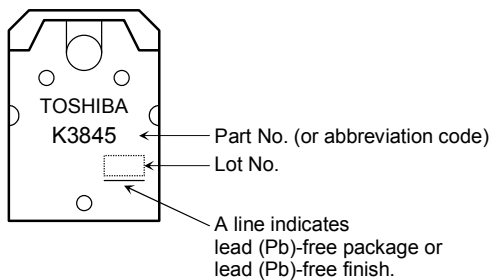 TOSHIBA
K3845
Part No. (or abbreviation code)
Lot No.
A line indicates
lead (Pb)-free package or
lead (Pb)-free finish.